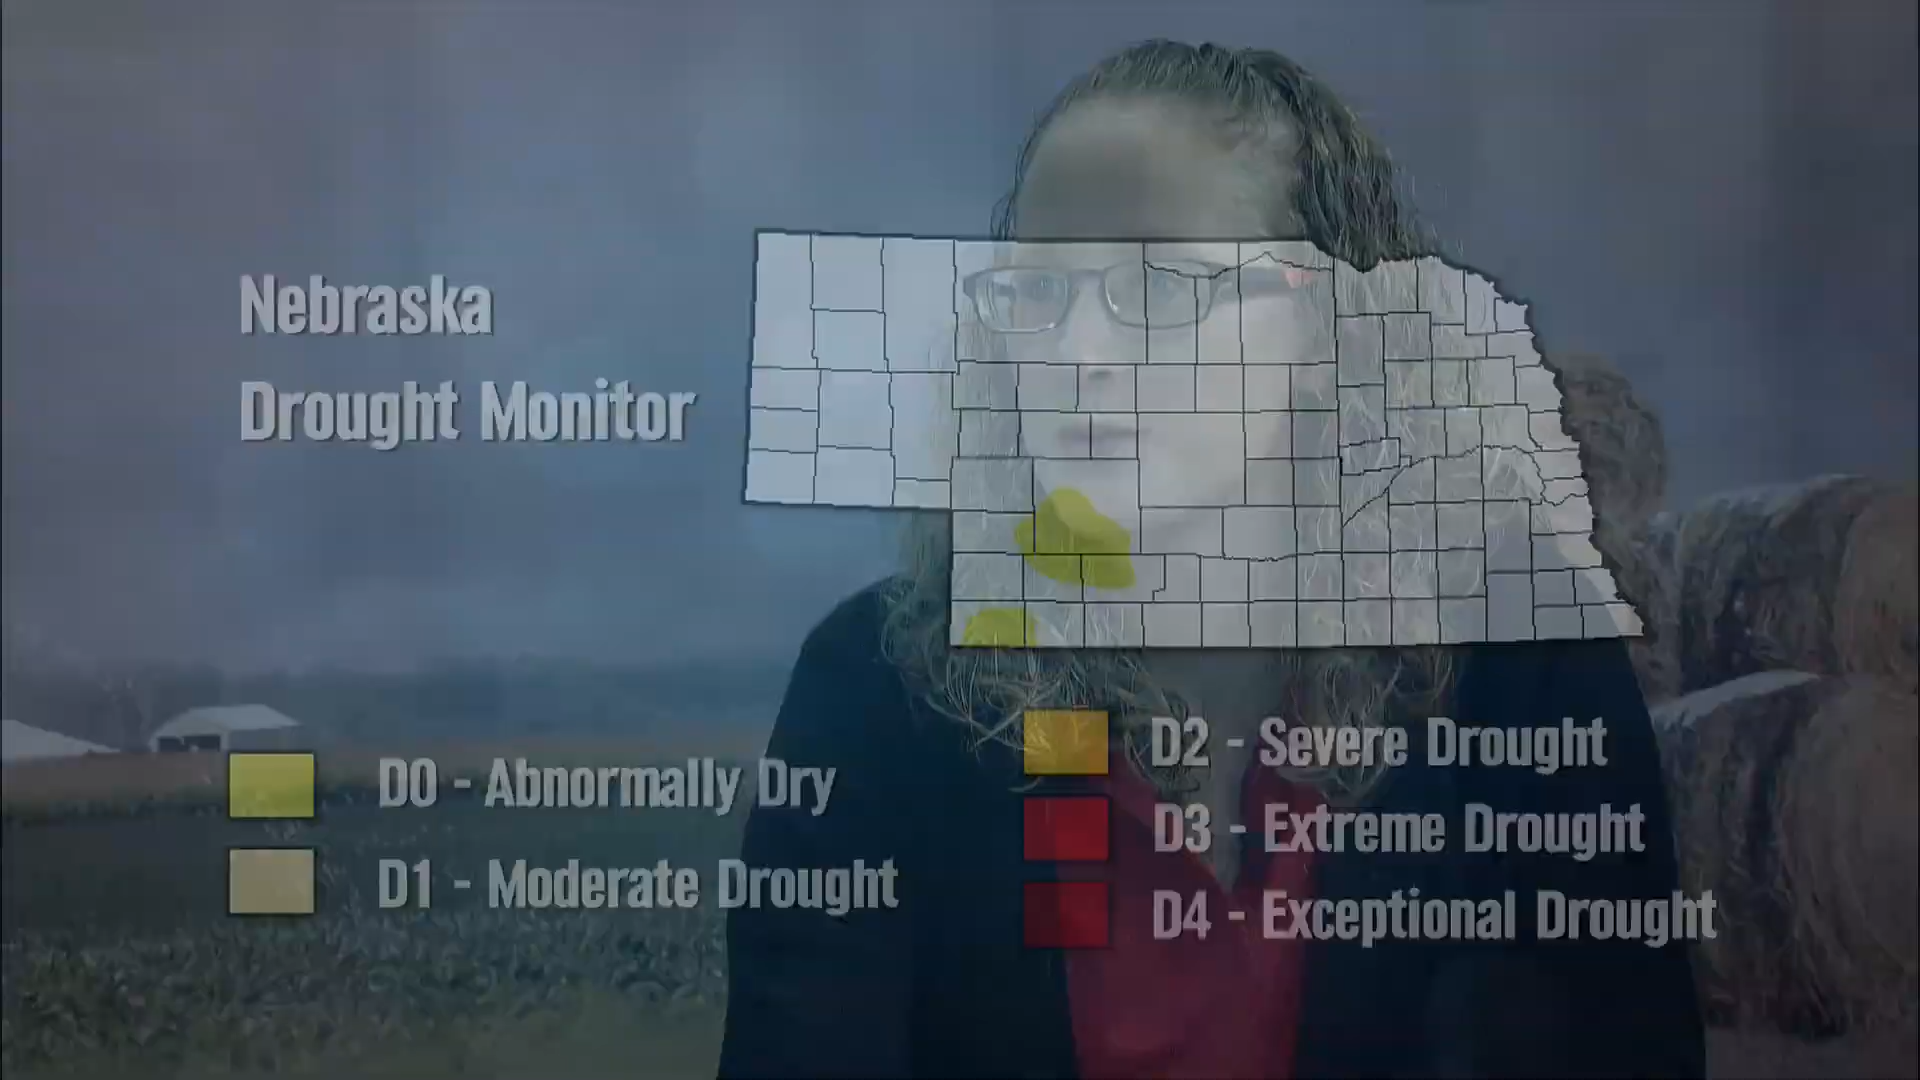 Nebraska
Drought Monitor
D0 - Abnormally Dry
D1 - Moderate Drought
D2 - Severe Drought
D3 - Extreme Drought
D4 - Exceptional Drought